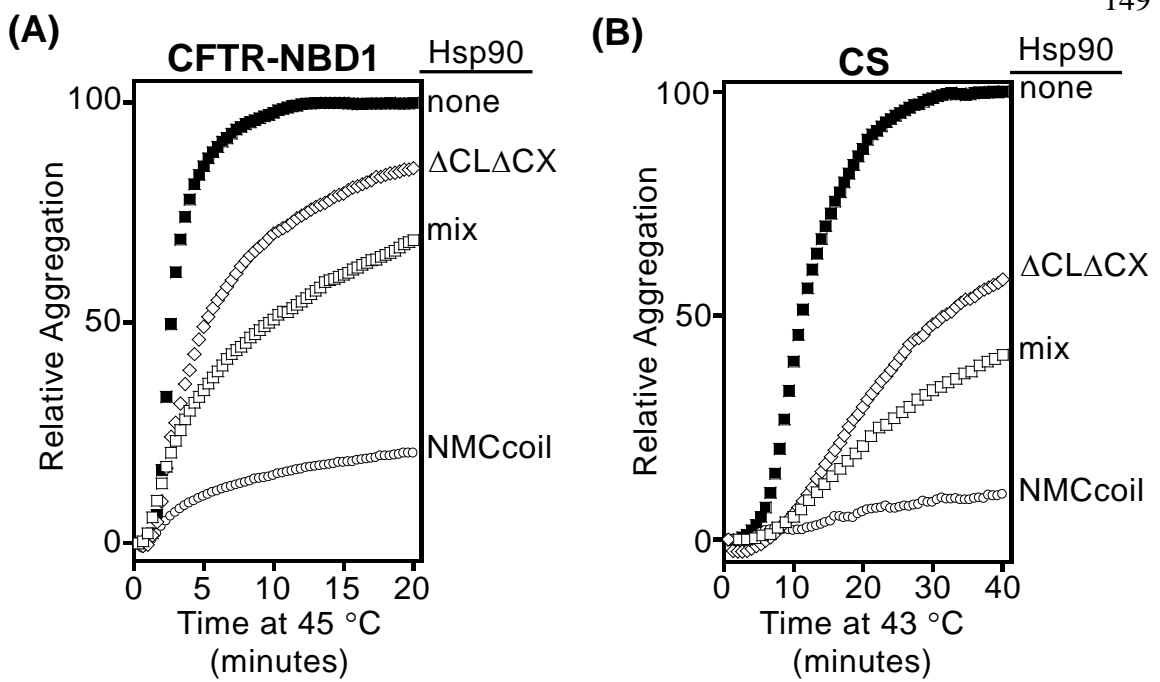 149
(A)
CFTR-NBD1
Hsp90
100
50
0
Relative Aggregation
none
ΔCLΔCX
mix
NMCcoil
0 5 10 15 20
Time at 45 °C
(minutes)
(B)
CS
Hsp90
100
50
0
Relative Aggregation
none
ΔCLΔCX
mix
NMCcoil
0 10 20 30 40
Time at 43 °C
(minutes)